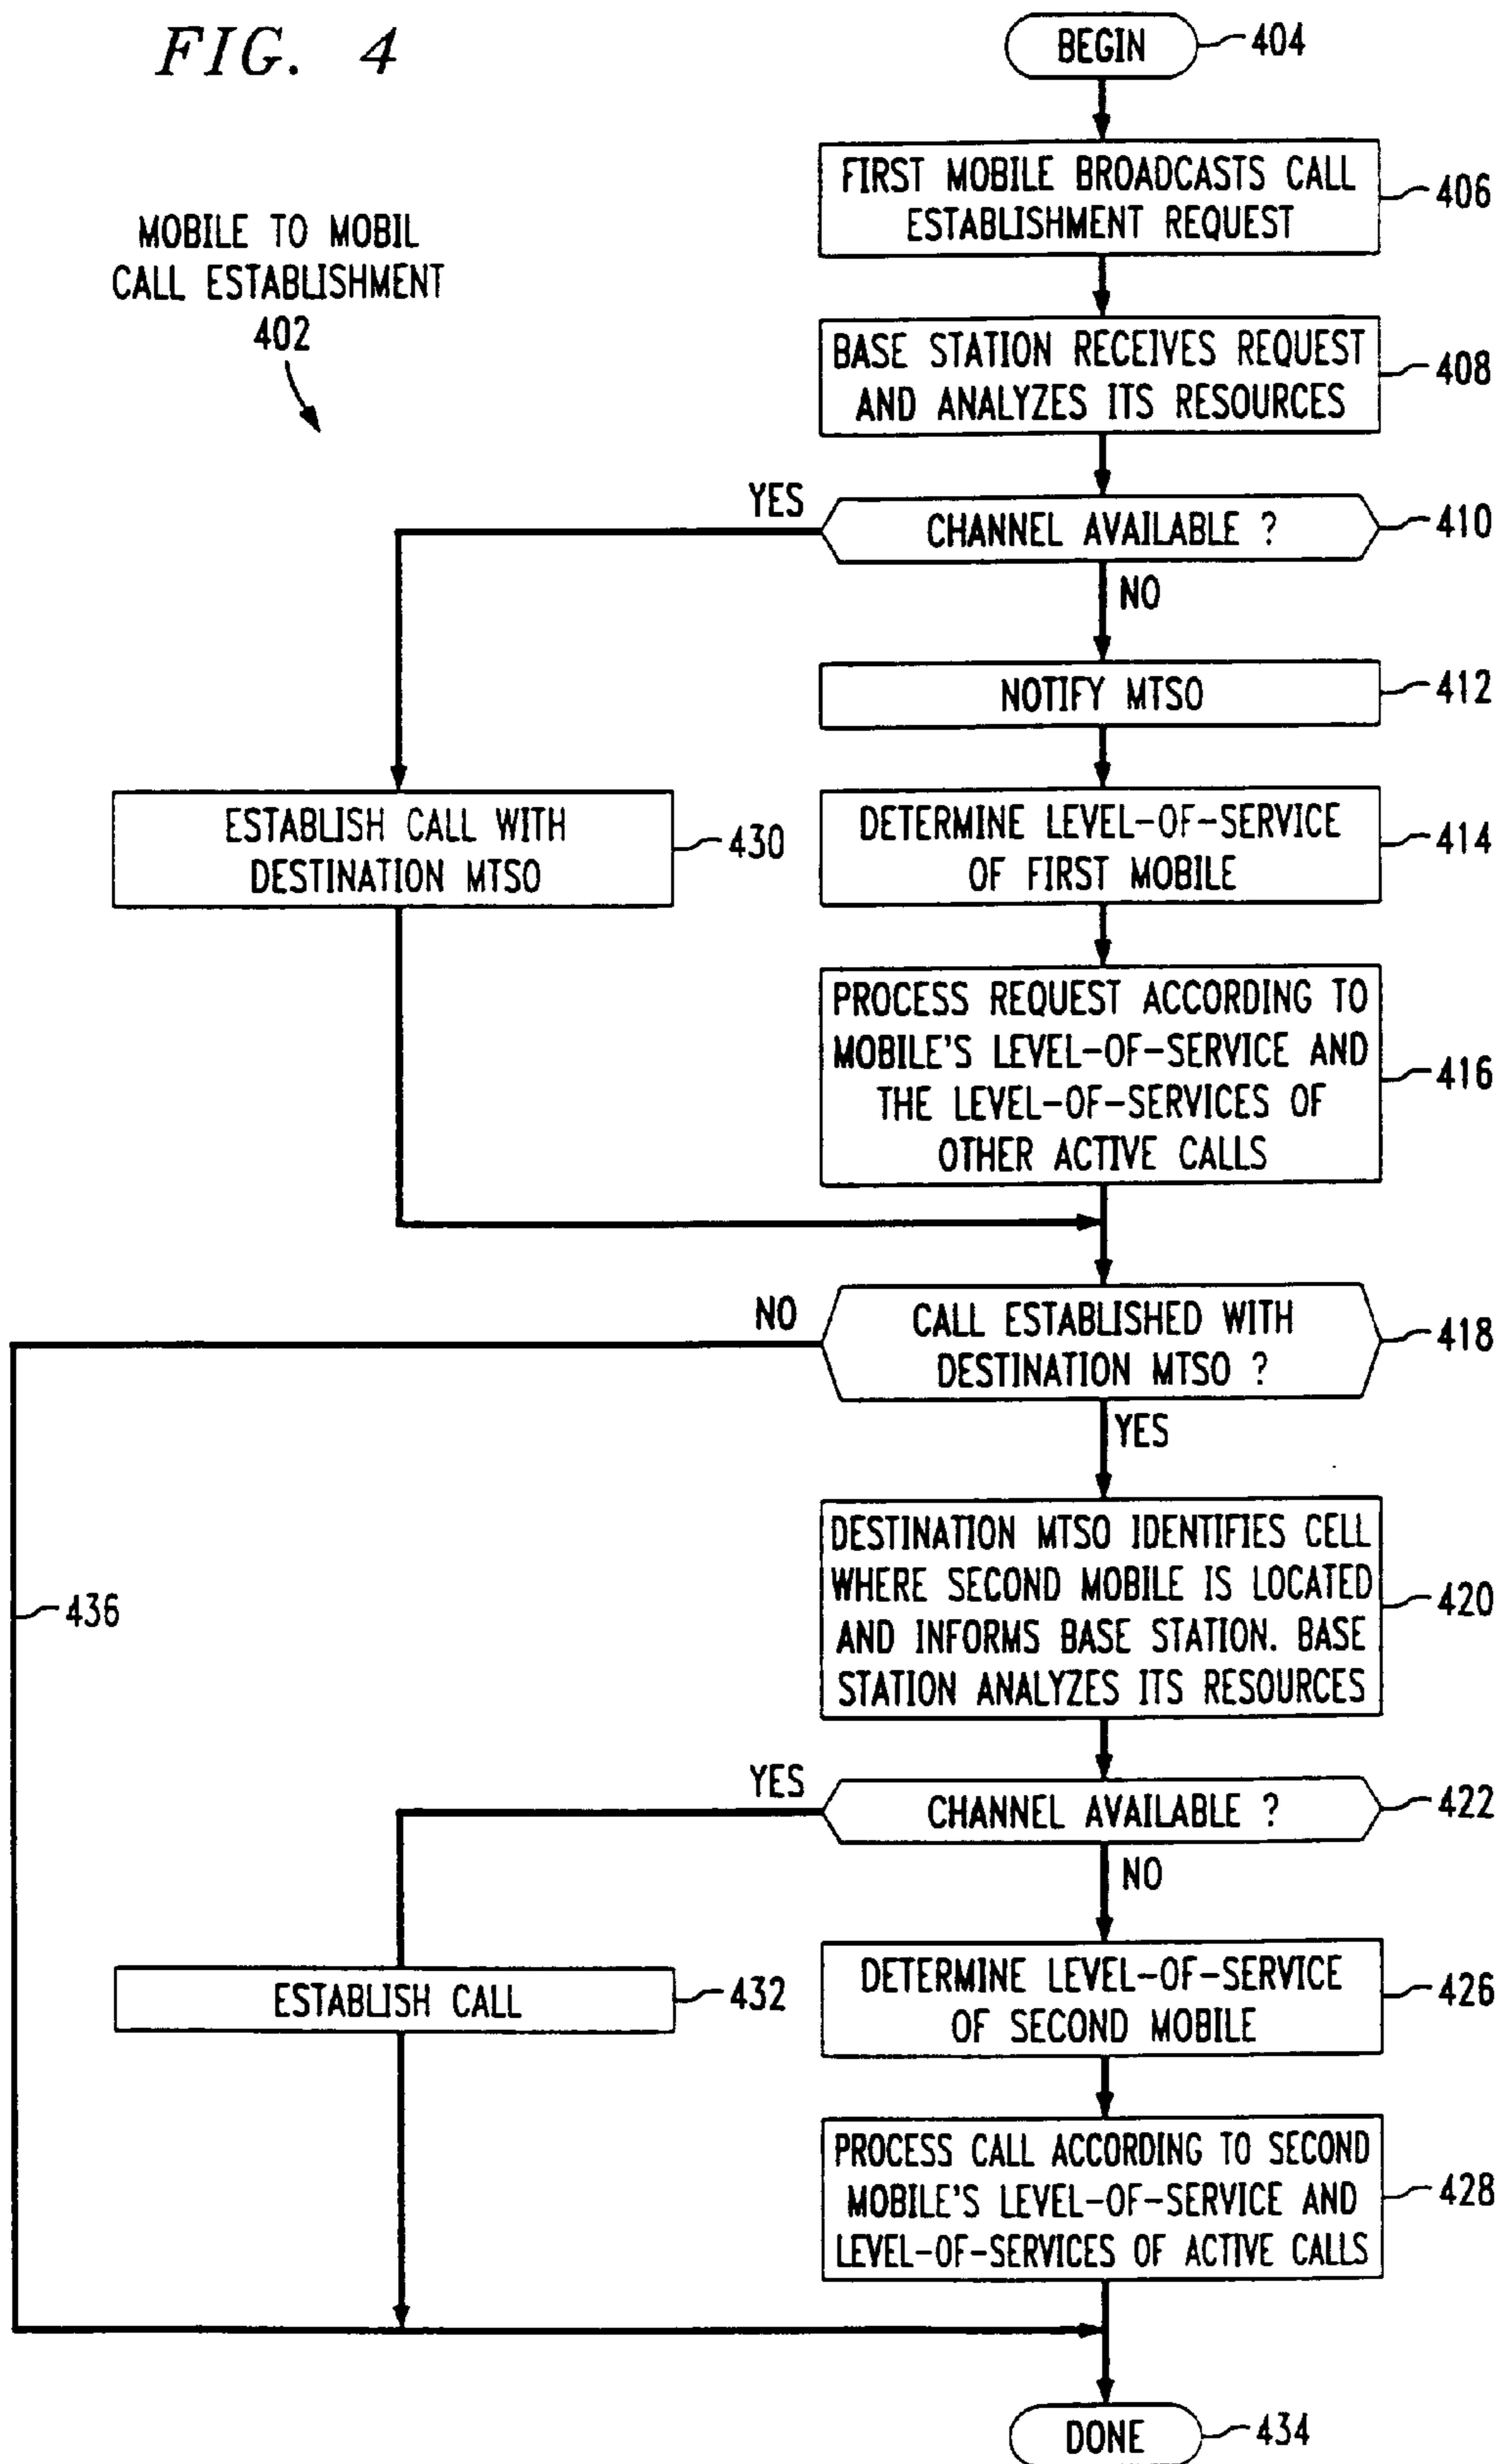 FIG. 4
BEGIN
404
FIRST MOBILE BROADCASTS CALL
ESTABLISHMENT REQUEST
406
MOBILE TO MOBIL
CALL ESTABLISHMENT
402
BASE STATION RECEIVES REQUEST
AND ANALYZES ITS RESOURCES
408
YES
CHANNEL AVAILABLE ?
410
NO
NOTIFY MTSO
412
ESTABLISH CALL WITH
DESTINATION MTSO
430
DETERMINE LEVEL-OF-SERVICE
OF FIRST MOBILE
414
PROCESS REQUEST ACCORDING TO
MOBILE'S LEVEL-OF-SERVICE AND
THE LEVEL-OF-SERVICES OF
OTHER ACTIVE CALLS
416
NO
CALL ESTABLISHED WITH
DESTINATION MTSO ?
418
YES
DESTINATION MTSO IDENTIFIES CELL
WHERE SECOND MOBILE IS LOCATED
AND INFORMS BASE STATION. BASE
STATION ANALYZES ITS RESOURCES
420
436
YES
CHANNEL AVAILABLE ?
422
NO
ESTABLISH CALL
432
DETERMINE LEVEL-OF-SERVICE
OF SECOND MOBILE
426
PROCESS CALL ACCORDING TO SECOND
MOBILE'S LEVEL-OF-SERVICE AND
LEVEL-OF-SERVICES OF ACTIVE CALLS
428
DONE
434